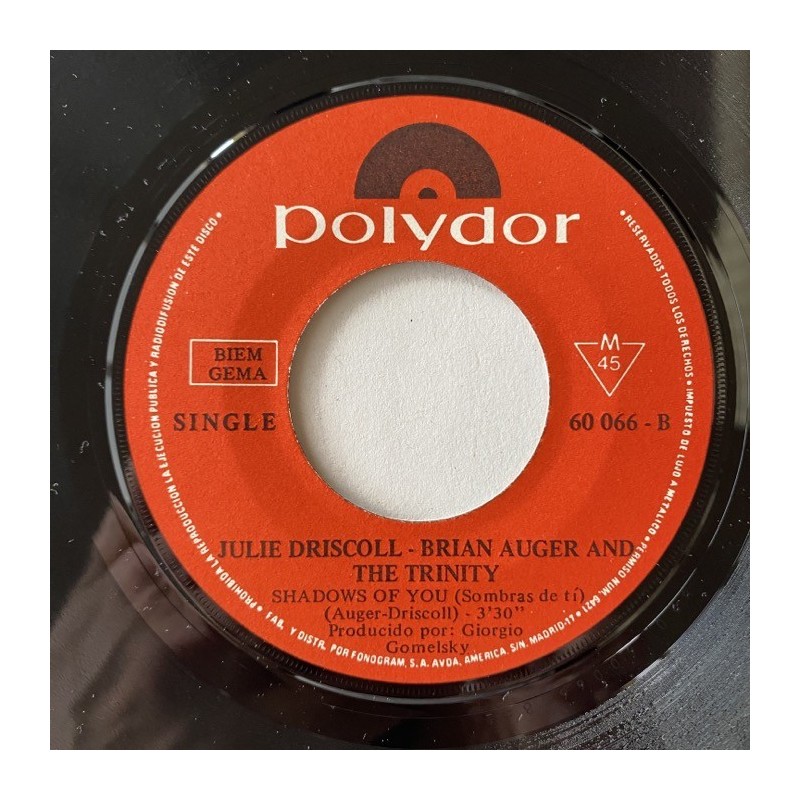 polydor
BIEM
GEMA
SINGLE
M
45
60 066 - B
JULIE DRISCOLL - BRIAN AUGER AND
THE TRINITY
SHADOWS OF YOU (Sombras de tí)
(Auger-Driscoll) - 3'30"
Producido por: Giorgio
Gomelsky
PROHIBIDA LA REPRODUCCION LA EJECUCION PUBLICA Y RADIODIFUSION DE ESTE DISCO •
• RESERVADOS TODOS LOS DERECHOS • IMPUESTO DE LUJO A METALICO • PERMISO NUM. 6421
• FAB. Y DISTR. POR FONOGRAM, S.A. AVDA. AMERICA, S/N. MADRID-17 •